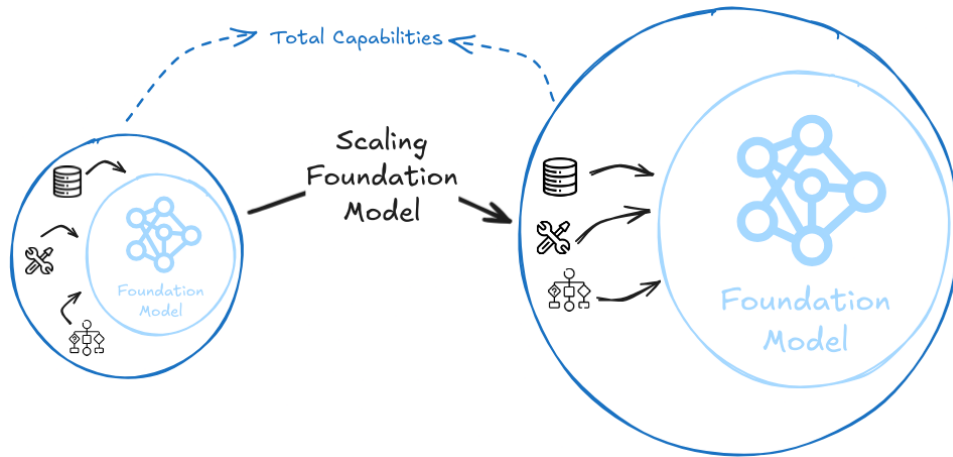 Total Capabilities
Scaling
Foundation
Model
Foundation
Model
Foundation
Model